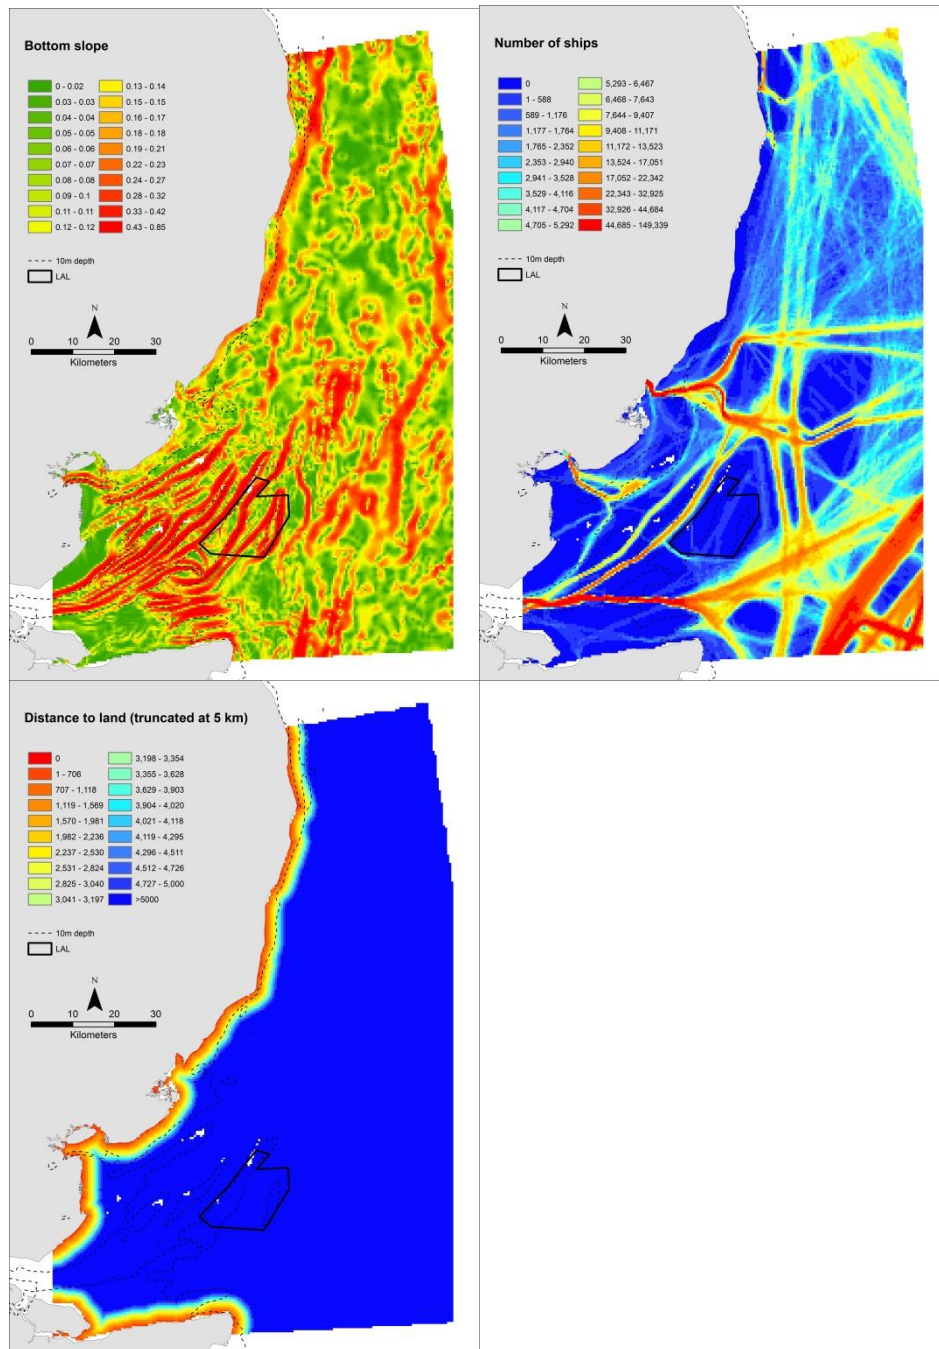 Bottom slope
0 - 0.02
0.03 - 0.03
0.04 - 0.04
0.05 - 0.05
0.06 - 0.06
0.07 - 0.07
0.08 - 0.08
0.09 - 0.1
0.11 - 0.11
0.12 - 0.12
0.13 - 0.14
0.15 - 0.15
0.16 - 0.17
0.18 - 0.18
0.19 - 0.21
0.22 - 0.23
0.24 - 0.27
0.28 - 0.32
0.33 - 0.42
0.43 - 0.85
10m depth
LAL
N
0 10 20 30
Kilometers
Number of ships
0
1 - 588
589 - 1,176
1,177 - 1,764
1,765 - 2,352
2,353 - 2,940
2,941 - 3,528
3,529 - 4,116
4,117 - 4,704
4,705 - 5,292
5,293 - 6,467
6,468 - 7,643
7,644 - 9,407
9,408 - 11,171
11,172 - 13,523
13,524 - 17,051
17,052 - 22,342
22,343 - 32,925
32,926 - 44,684
44,685 - 149,339
10m depth
LAL
N
0 10 20 30
Kilometers
Distance to land (truncated at 5 km)
0
1 - 706
707 - 1,118
1,119 - 1,569
1,570 - 1,981
1,982 - 2,236
2,237 - 2,530
2,531 - 2,824
2,825 - 3,040
3,041 - 3,197
3,198 - 3,354
3,355 - 3,628
3,629 - 3,903
3,904 - 4,020
4,021 - 4,118
4,119 - 4,295
4,296 - 4,511
4,512 - 4,726
4,727 - 5,000
>5000
10m depth
LAL
N
0 10 20 30
Kilometers